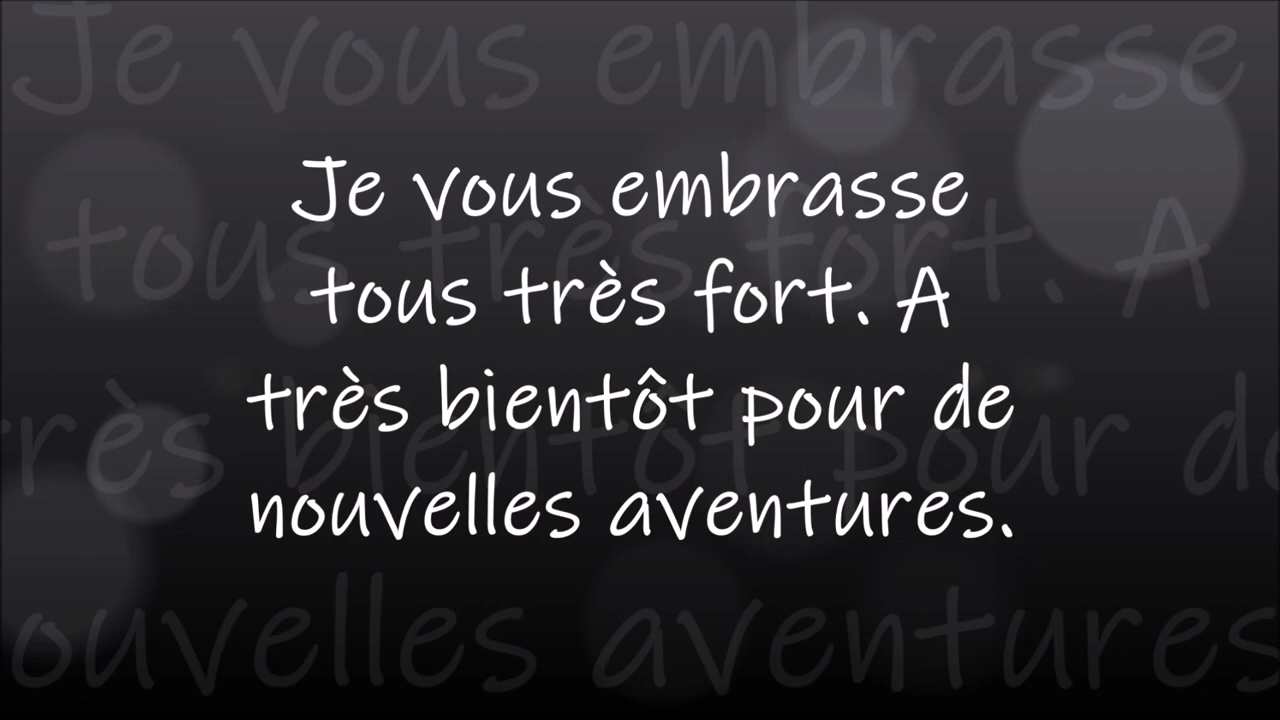 Je vous embrasse
tous très fort. A
très bientôt pour de
nouvelles aventures.